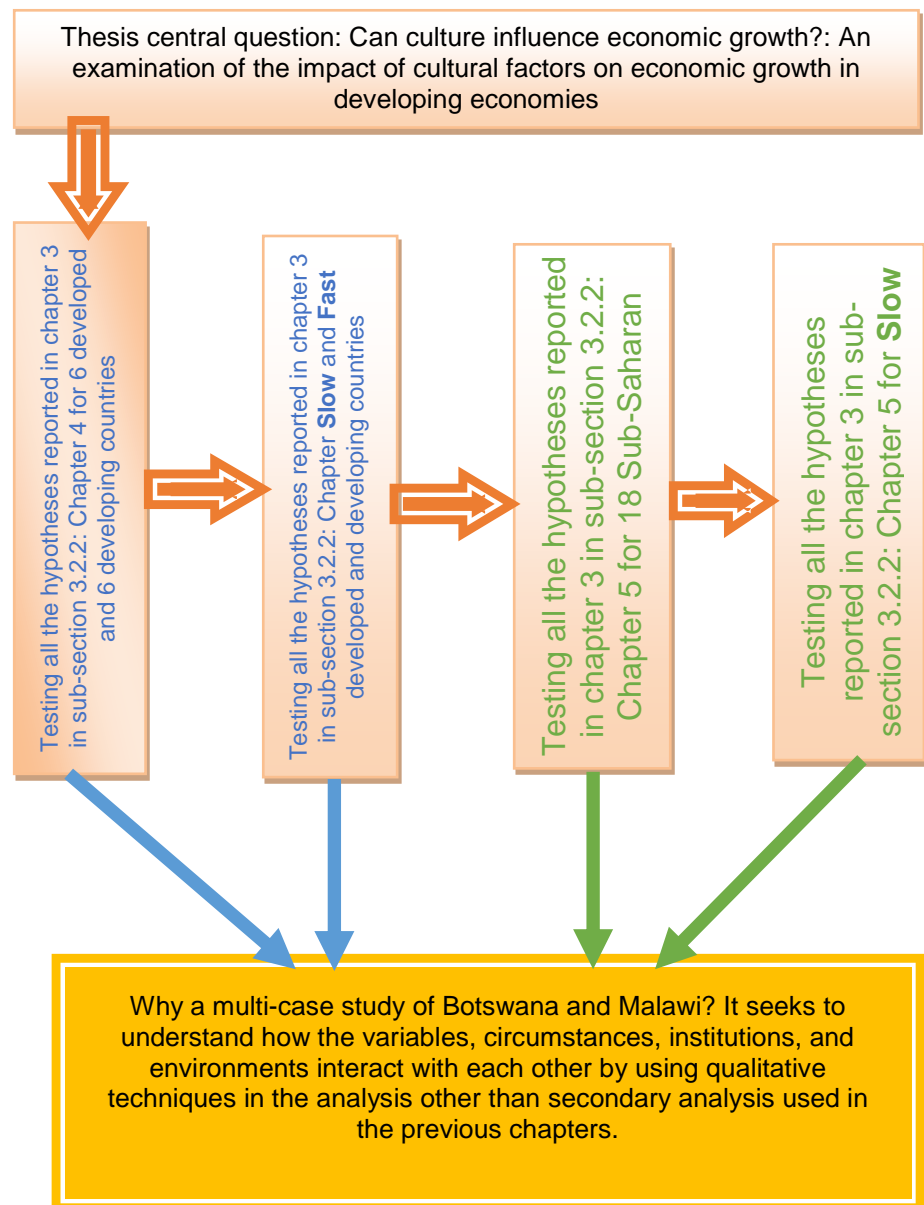 Thesis central question: Can culture influence economic growth?: An
examination of the impact of cultural factors on economic growth in
developing economies
Testing all the hypotheses reported in chapter 3
in sub-section 3.2.2: Chapter 4 for 6 developed
and 6 developing countries
Testing all the hypotheses reported in chapter 3
in sub-section 3.2.2: Chapter Slow and Fast
developed and developing countries
Testing all the hypotheses reported
in chapter 3 in sub-section 3.2.2:
Chapter 5 for 18 Sub-Saharan
Testing all the hypotheses
reported in chapter 3 in sub-
section 3.2.2: Chapter 5 for Slow
Why a multi-case study of Botswana and Malawi? It seeks to
understand how the variables, circumstances, institutions, and
environments interact with each other by using qualitative
techniques in the analysis other than secondary analysis used in
the previous chapters.